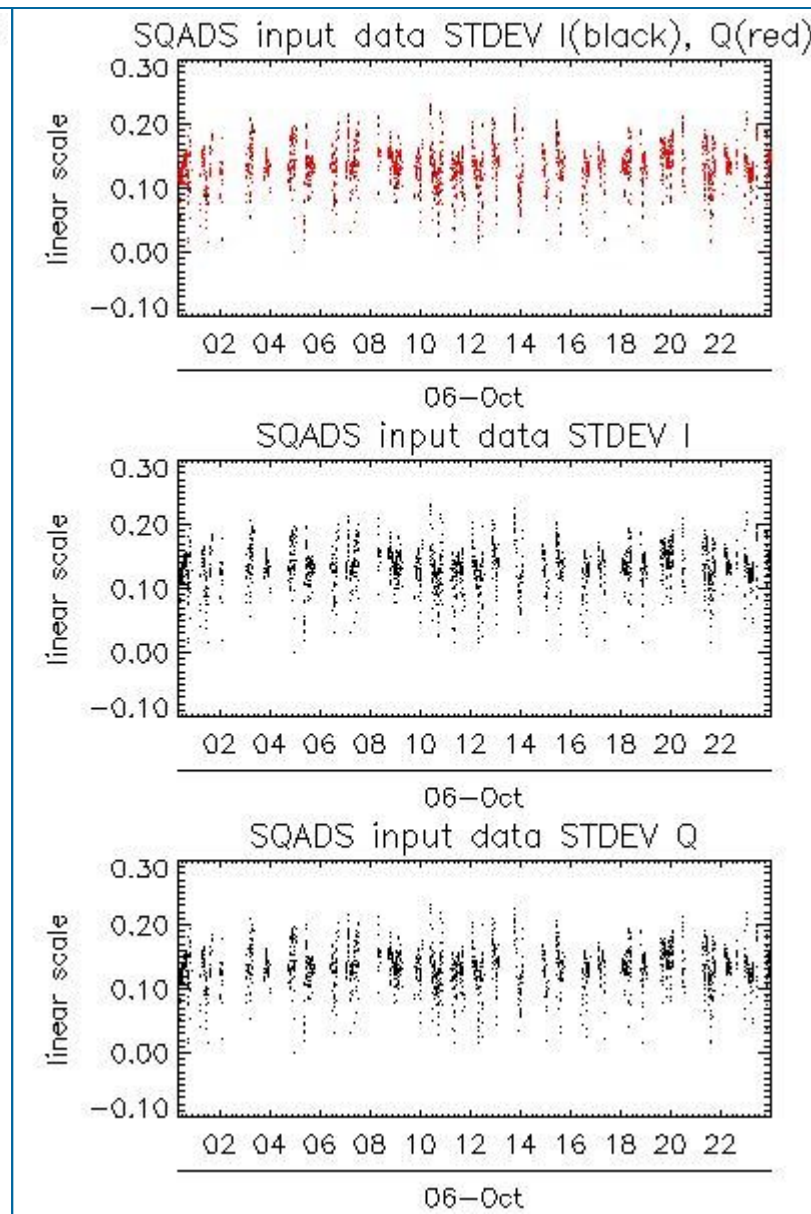 SQADS input data STDEV I(black), Q(red)
0.30
0.20
0.10
0.00
−0.10
linear scale
02 04 06 08 10 12 14 16 18 20 22
06−Oct
SQADS input data STDEV I
0.30
0.20
0.10
0.00
−0.10
linear scale
02 04 06 08 10 12 14 16 18 20 22
06−Oct
SQADS input data STDEV Q
0.30
0.20
0.10
0.00
−0.10
linear scale
02 04 06 08 10 12 14 16 18 20 22
06−Oct